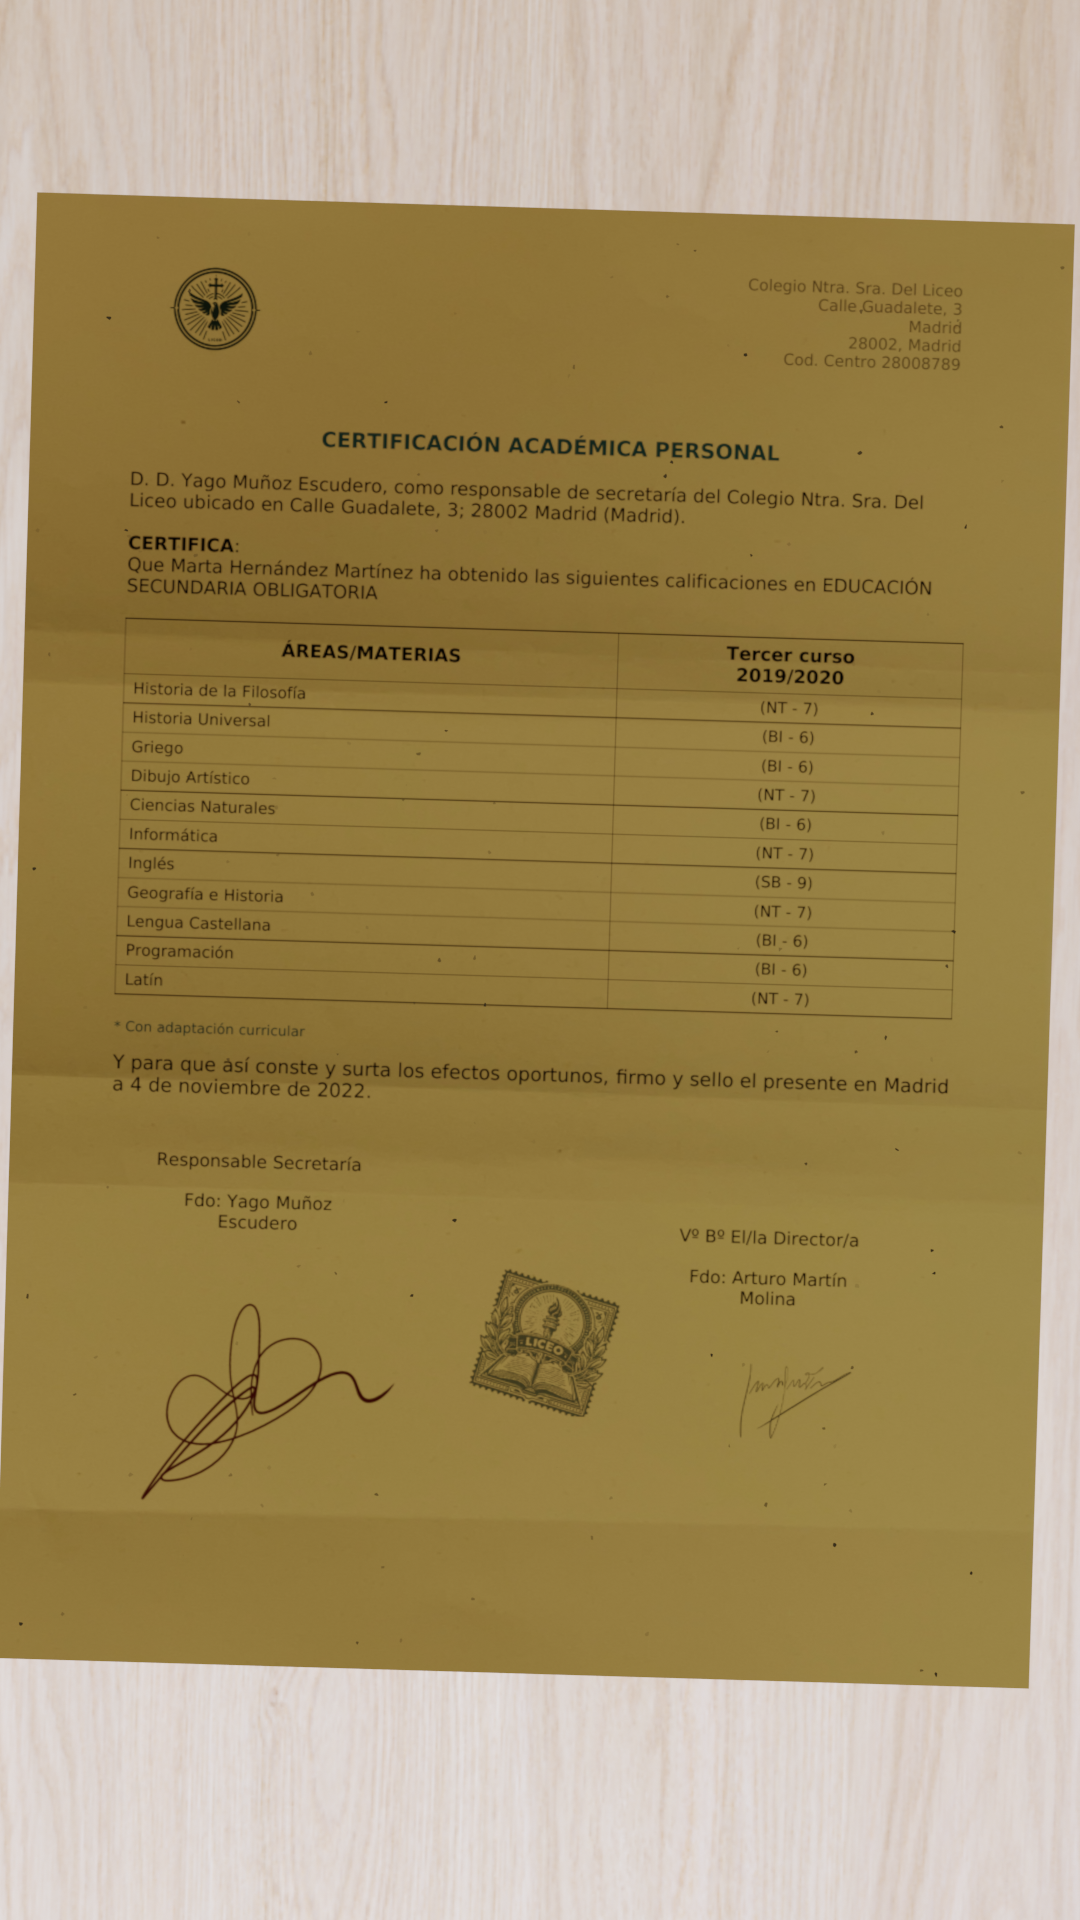 Colegio Ntra. Sra. Del Liceo
Calle Guadalete, 3
Madrid
28002, Madrid
Cod. Centro 28008789
CERTIFICACIÓN ACADÉMICA PERSONAL
D. D. Yago Muñoz Escudero, como responsable de secretaría del Colegio Ntra. Sra. Del
Liceo ubicado en Calle Guadalete, 3; 28002 Madrid (Madrid).
CERTIFICA:
Que Marta Hernández Martínez ha obtenido las siguientes calificaciones en EDUCACIÓN
SECUNDARIA OBLIGATORIA
ÁREAS/MATERIAS Tercer curso
2019/2020
Historia de la Filosofía (NT - 7)
Historia Universal (BI - 6)
Griego (BI - 6)
Dibujo Artístico (NT - 7)
Ciencias Naturales (BI - 6)
Informática (NT - 7)
Inglés (SB - 9)
Geografía e Historia (NT - 7)
Lengua Castellana (BI - 6)
Programación (BI - 6)
Latín (NT - 7)
* Con adaptación curricular
Y para que así conste y surta los efectos oportunos, firmo y sello el presente en Madrid
a 4 de noviembre de 2022.
Responsable Secretaría
Fdo: Yago Muñoz
Escudero
Vº Bº El/la Director/a
Fdo: Arturo Martín
Molina
LICEO